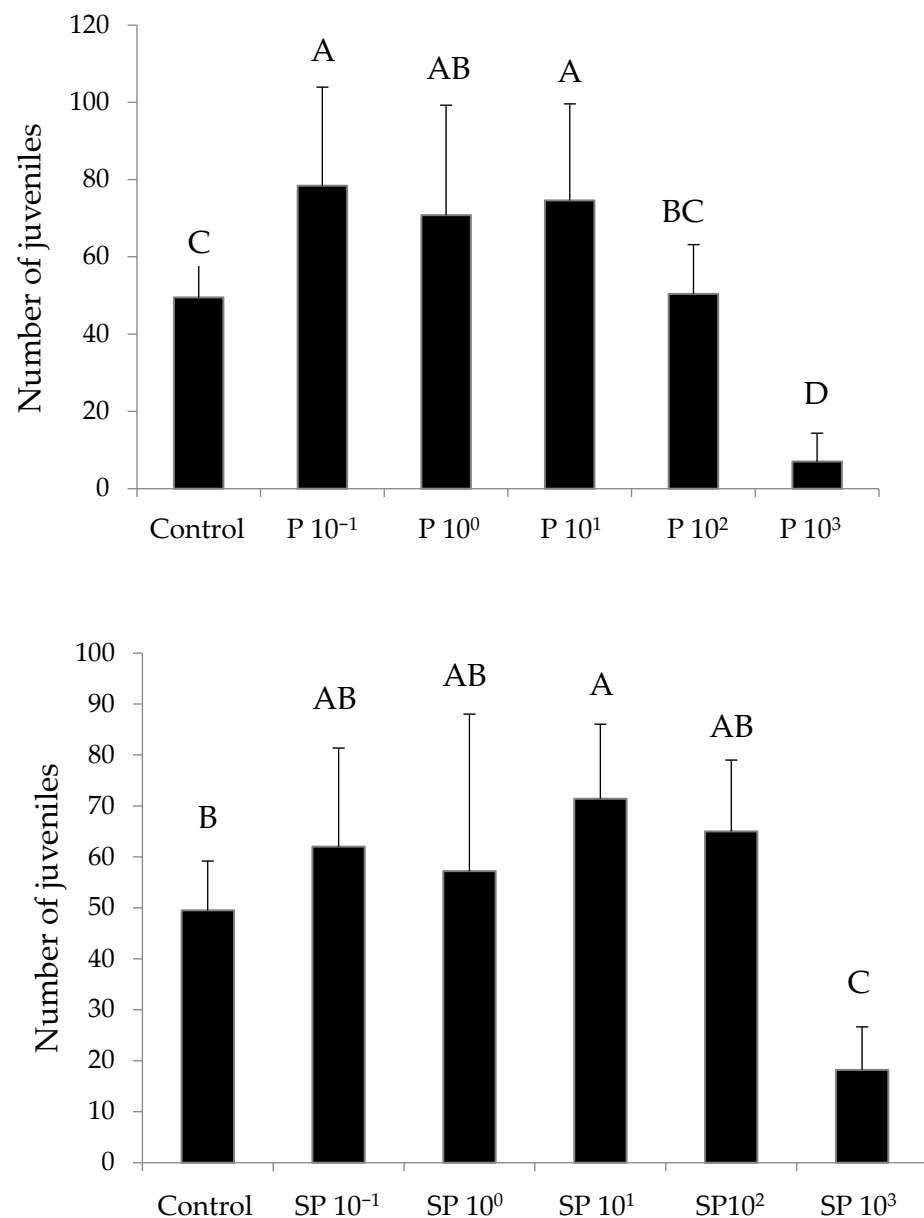 120
100
80
60
40
20
0
Number of juveniles
C
A
AB
A
BC
D
Control P 10⁻¹ P 10⁰ P 10¹ P 10² P 10³
100
90
80
70
60
50
40
30
20
10
0
Number of juveniles
B
AB
AB
A
AB
C
Control SP 10⁻¹ SP 10⁰ SP 10¹ SP10² SP 10³